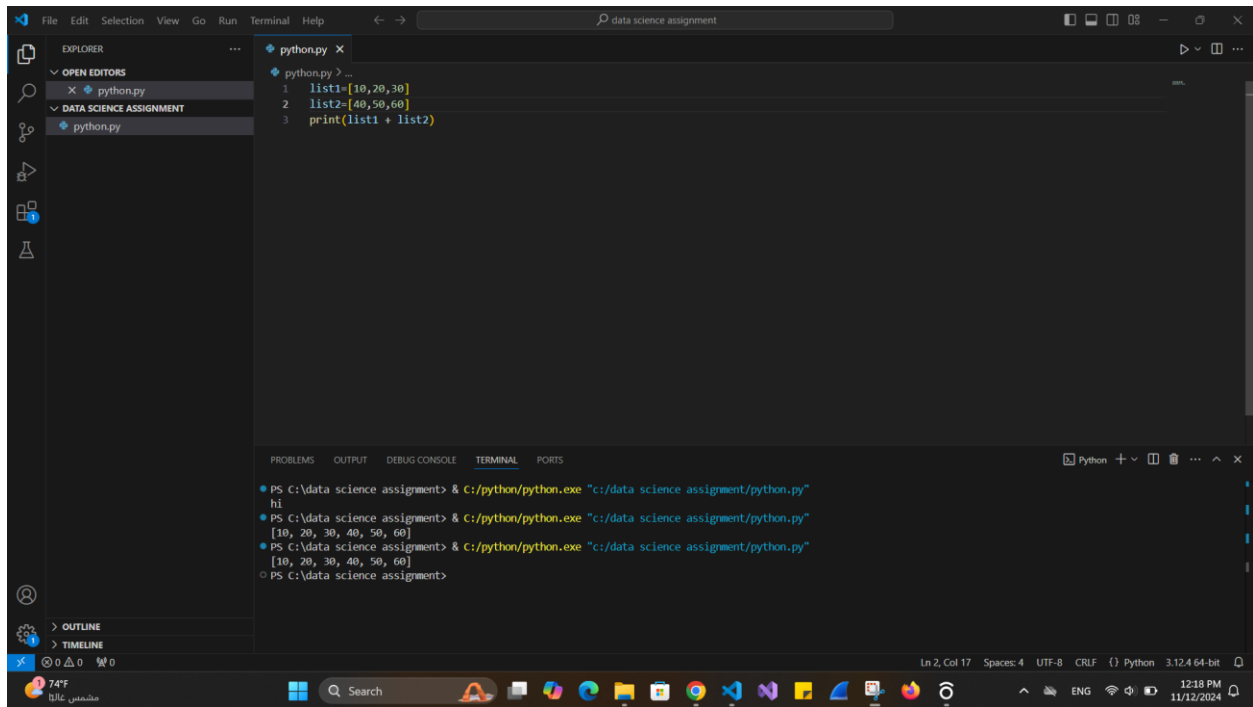 File Edit Selection View Go Run Terminal Help
data science assignment
EXPLORER
OPEN EDITORS
python.py
DATA SCIENCE ASSIGNMENT
python.py
OUTLINE
TIMELINE
python.py
python.py > ...
1 list1=[10,20,30]
2 list2=[40,50,60]
3 print(list1 + list2)
PROBLEMS OUTPUT DEBUG CONSOLE TERMINAL PORTS
Python
PS C:\data science assignment> & C:/python/python.exe "c:/data science assignment/python.py"
hi
PS C:\data science assignment> & C:/python/python.exe "c:/data science assignment/python.py"
[10, 20, 30, 40, 50, 60]
PS C:\data science assignment> & C:/python/python.exe "c:/data science assignment/python.py"
[10, 20, 30, 40, 50, 60]
PS C:\data science assignment>
1
1
0 0 0
Ln 2, Col 17 Spaces: 4 UTF-8 CRLF {} Python 3.12.4 64-bit
1
74°F
مشمس غالبًا
Search
ENG
12:18 PM
11/12/2024